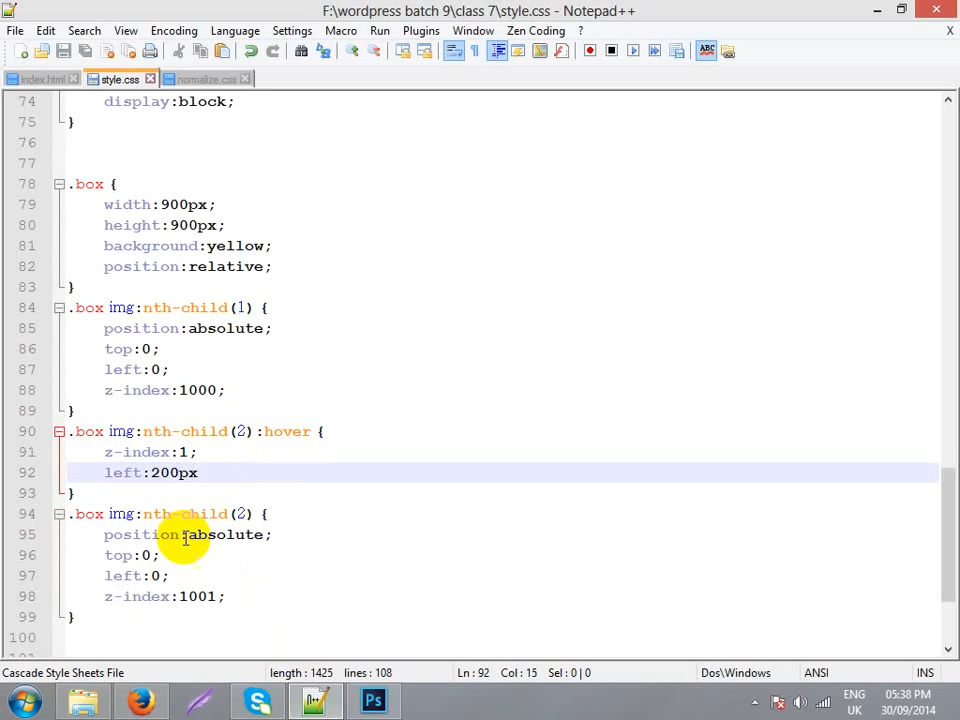 F:\wordpress batch 9\class 7\style.css - Notepad++
File Edit Search View Encoding Language Settings Macro Run Plugins Window Zen Coding ? X
index.html style.css normalize.css
74 display:block;
75 }
76
77
78 .box {
79 width:900px;
80 height:900px;
81 background:yellow;
82 position:relative;
83 }
84 .box img:nth-child(1) {
85 position:absolute;
86 top:0;
87 left:0;
88 z-index:1000;
89 }
90 .box img:nth-child(2):hover {
91 z-index:1;
92 left:200px
93 }
94 .box img:nth-child(2) {
95 position:absolute;
96 top:0;
97 left:0;
98 z-index:1001;
99 }
100
Cascade Style Sheets File length : 1425 lines : 108 Ln : 92 Col : 15 Sel : 0 | 0 Dos\Windows ANSI INS
ENG 05:38 PM
UK 30/09/2014